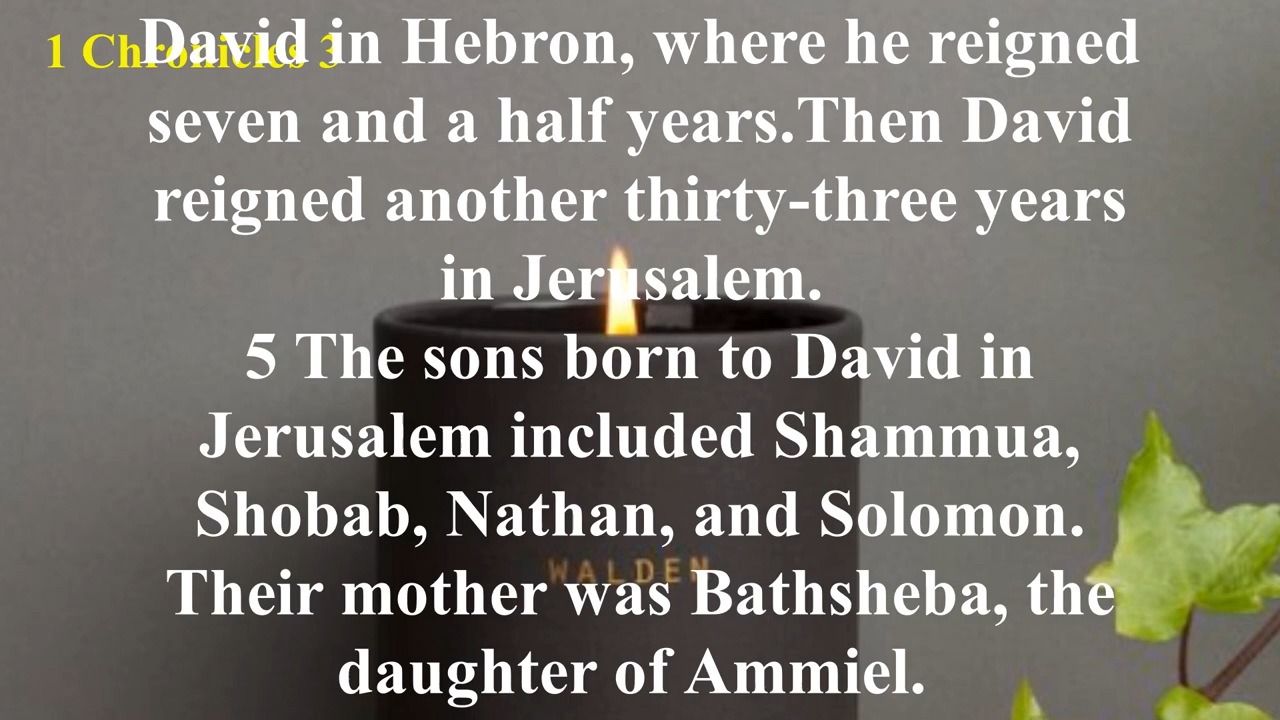 1 Chronicles 3
David in Hebron, where he reigned
seven and a half years.Then David
reigned another thirty-three years
in Jerusalem.
5 The sons born to David in
Jerusalem included Shammua,
Shobab, Nathan, and Solomon.
WALDEN
Their mother was Bathsheba, the
daughter of Ammiel.